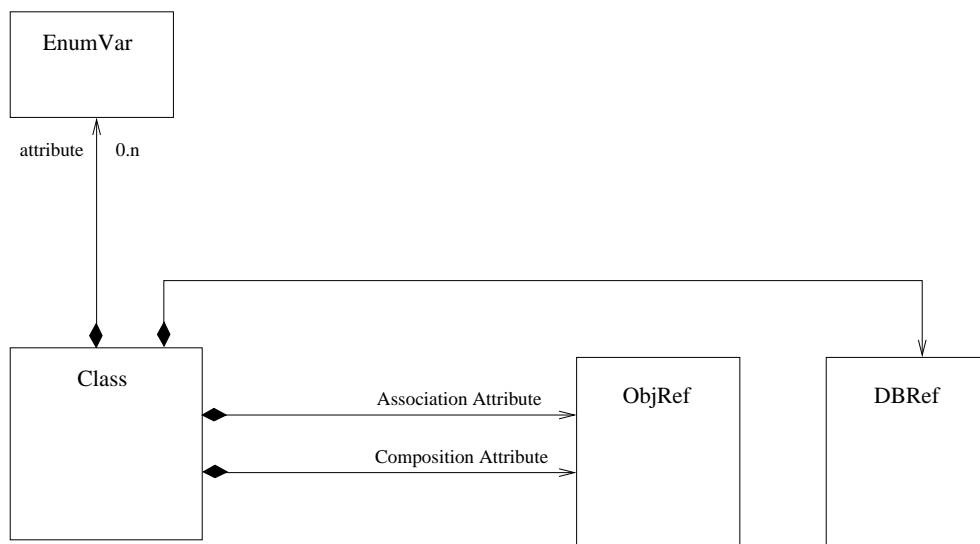 EnumVar
attribute 0.n
Class
Association Attribute
ObjRef
DBRef
Composition Attribute